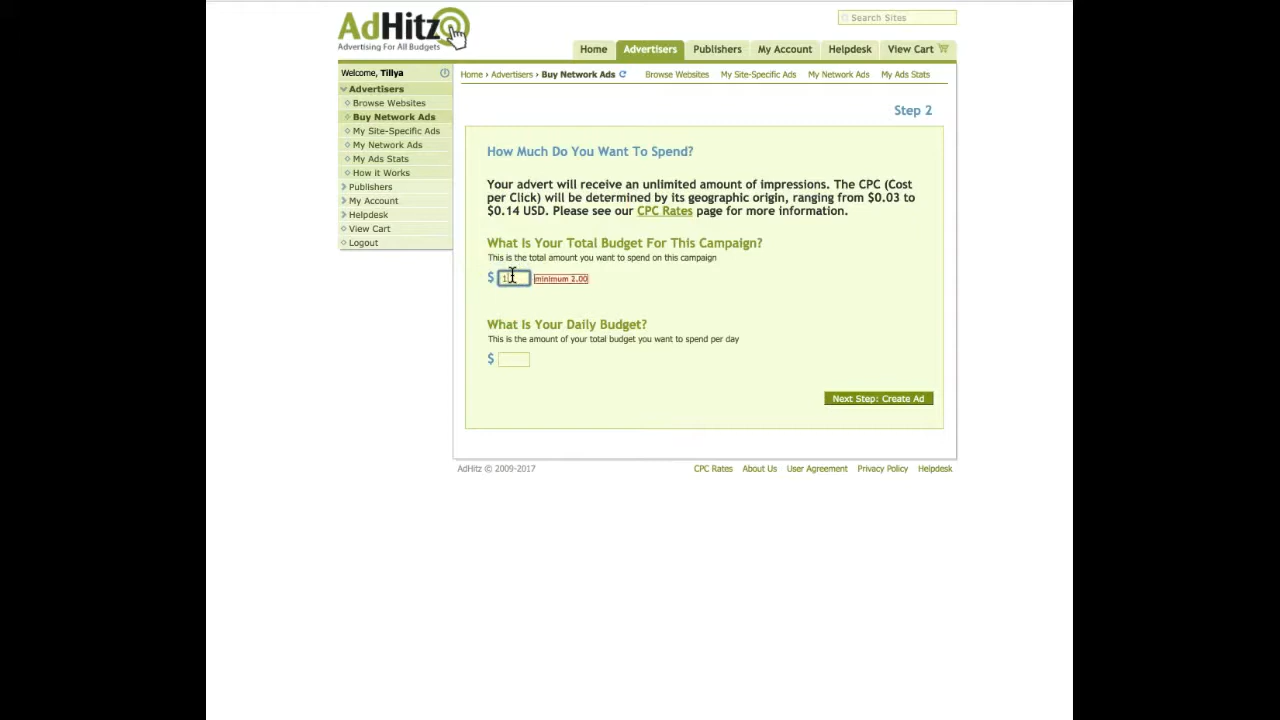 AdHitz
Advertising For All Budgets
Search Sites
Home
Advertisers
Publishers
My Account
Helpdesk
View Cart
Welcome, Tillya
Advertisers
Browse Websites
Buy Network Ads
My Site-Specific Ads
My Network Ads
My Ads Stats
How it Works
Publishers
My Account
Helpdesk
View Cart
Logout
Home › Advertisers › Buy Network Ads
Browse Websites
My Site-Specific Ads
My Network Ads
My Ads Stats
Step 2
How Much Do You Want To Spend?
Your advert will receive an unlimited amount of impressions. The CPC (Cost
per Click) will be determined by its geographic origin, ranging from $0.03 to
$0.14 USD. Please see our CPC Rates page for more information.
What Is Your Total Budget For This Campaign?
This is the total amount you want to spend on this campaign
$ 1 minimum 2.00
What Is Your Daily Budget?
This is the amount of your total budget you want to spend per day
$
Next Step: Create Ad
AdHitz © 2009-2017
CPC Rates
About Us
User Agreement
Privacy Policy
Helpdesk